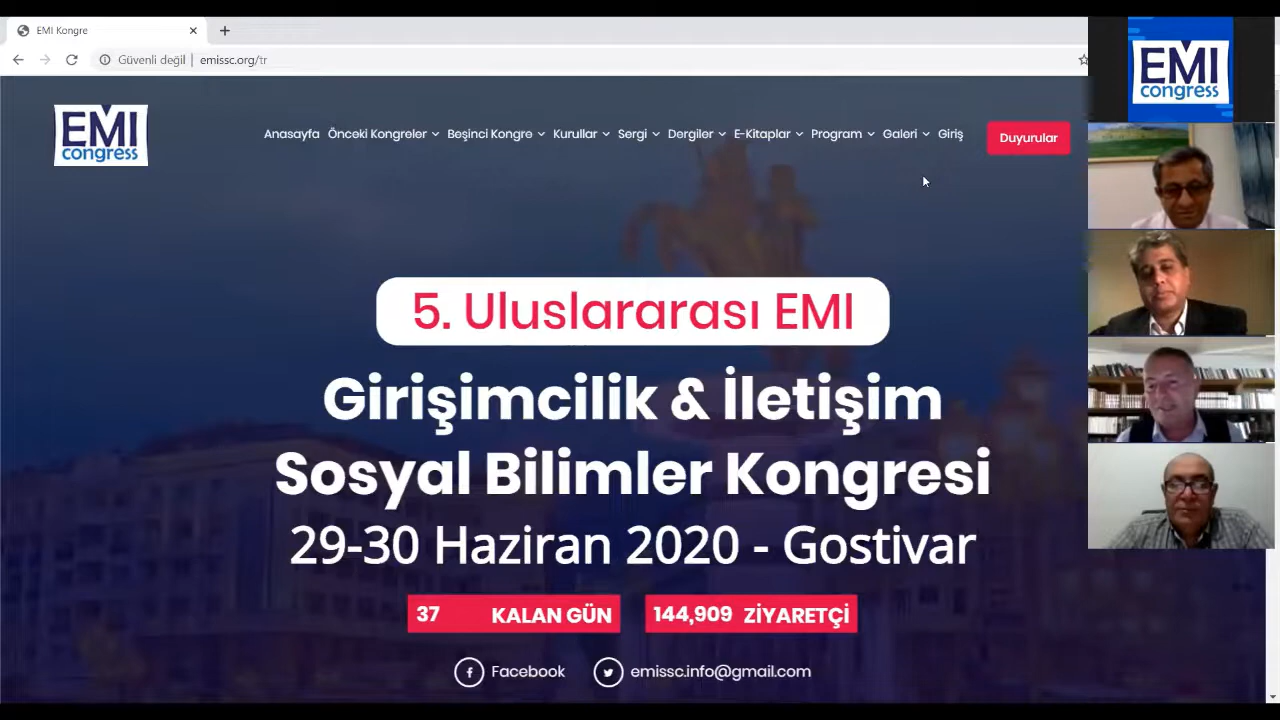 EMI Kongre
Güvenli değil | emissc.org/tr
EMI
congress
Anasayfa Önceki Kongreler Beşinci Kongre Kurullar Sergi Dergiler E-Kitaplar Program Galeri Giriş
Duyurular
5. Uluslararası EMI
Girişimcilik & İletişim
Sosyal Bilimler Kongresi
29-30 Haziran 2020 - Gostivar
37 KALAN GÜN
144,909 ZİYARETÇİ
Facebook
emissc.info@gmail.com
EMI
congress